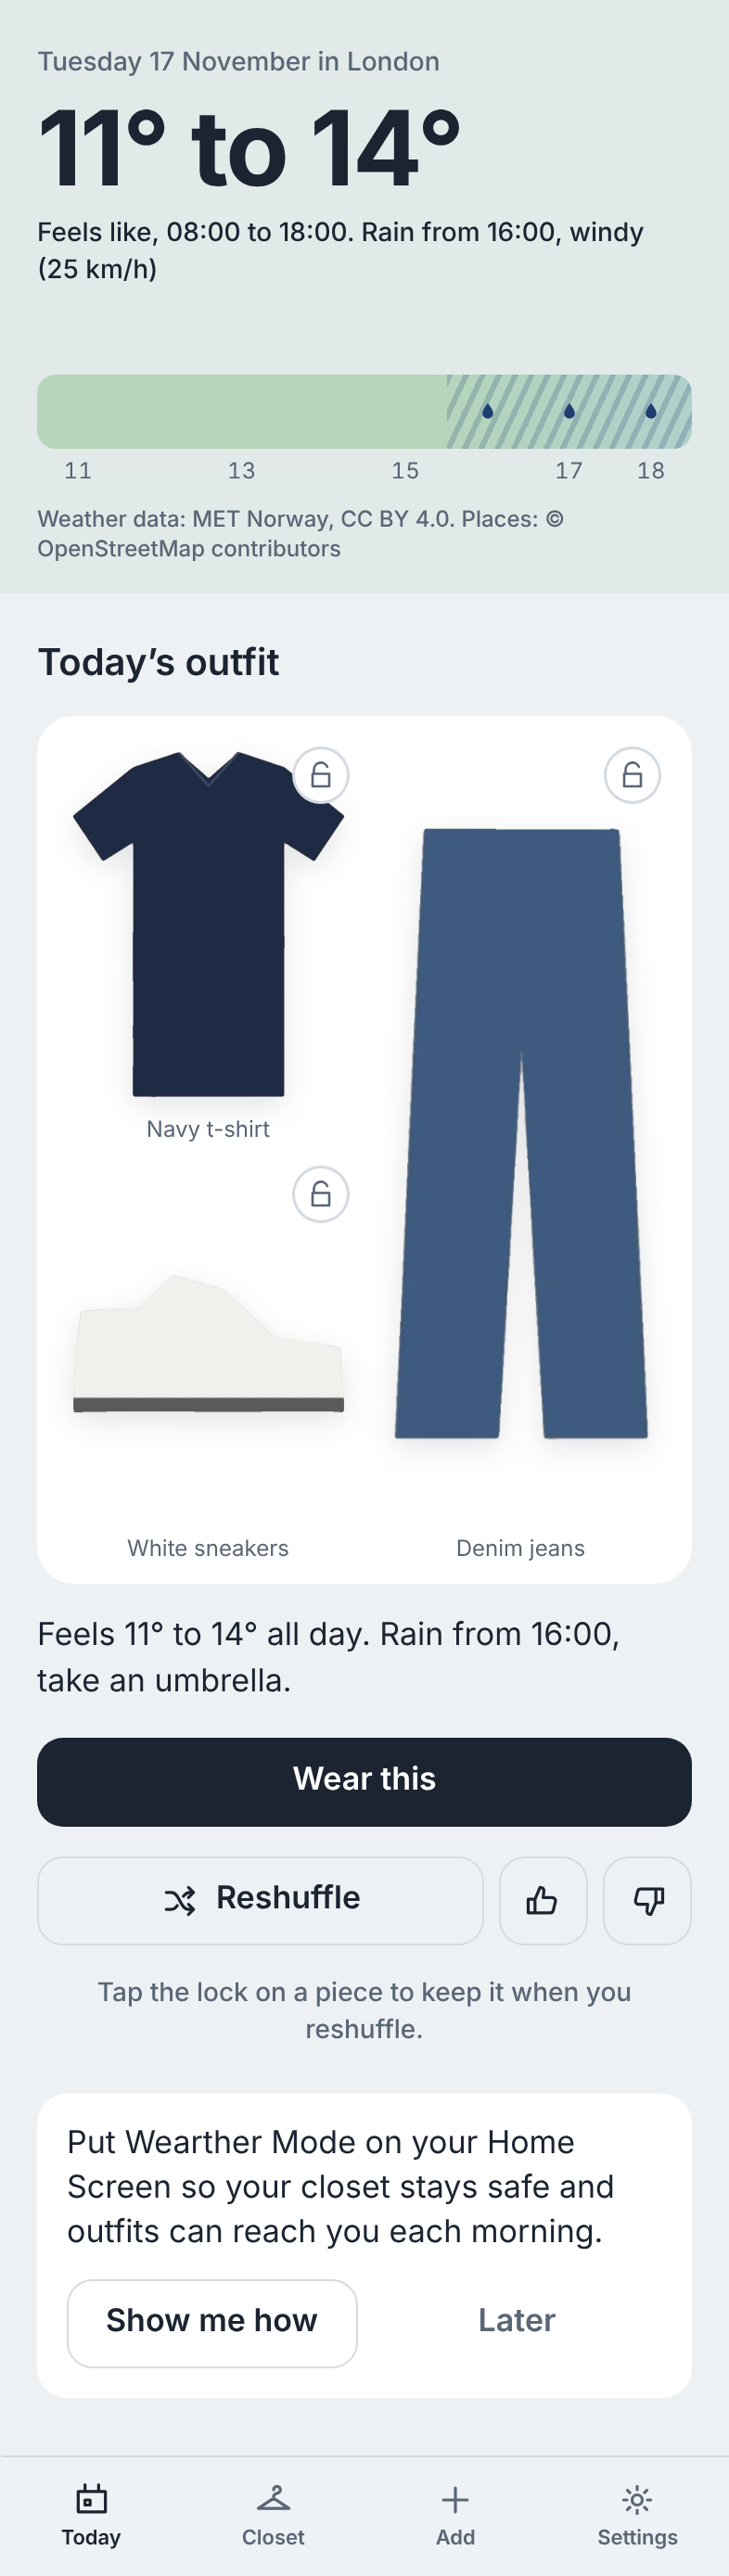 Tuesday 17 November in London
11° to 14°
Feels like, 08:00 to 18:00. Rain from 16:00, windy
(25 km/h)
11 13 15 17 18
Weather data: MET Norway, CC BY 4.0. Places: ©
OpenStreetMap contributors
Today’s outfit
Navy t-shirt
White sneakers
Denim jeans
Feels 11° to 14° all day. Rain from 16:00,
take an umbrella.
Wear this
Reshuffle
Tap the lock on a piece to keep it when you
reshuffle.
Put Wearther Mode on your Home
Screen so your closet stays safe and
outfits can reach you each morning.
Show me how
Later
Today
Closet
Add
Settings